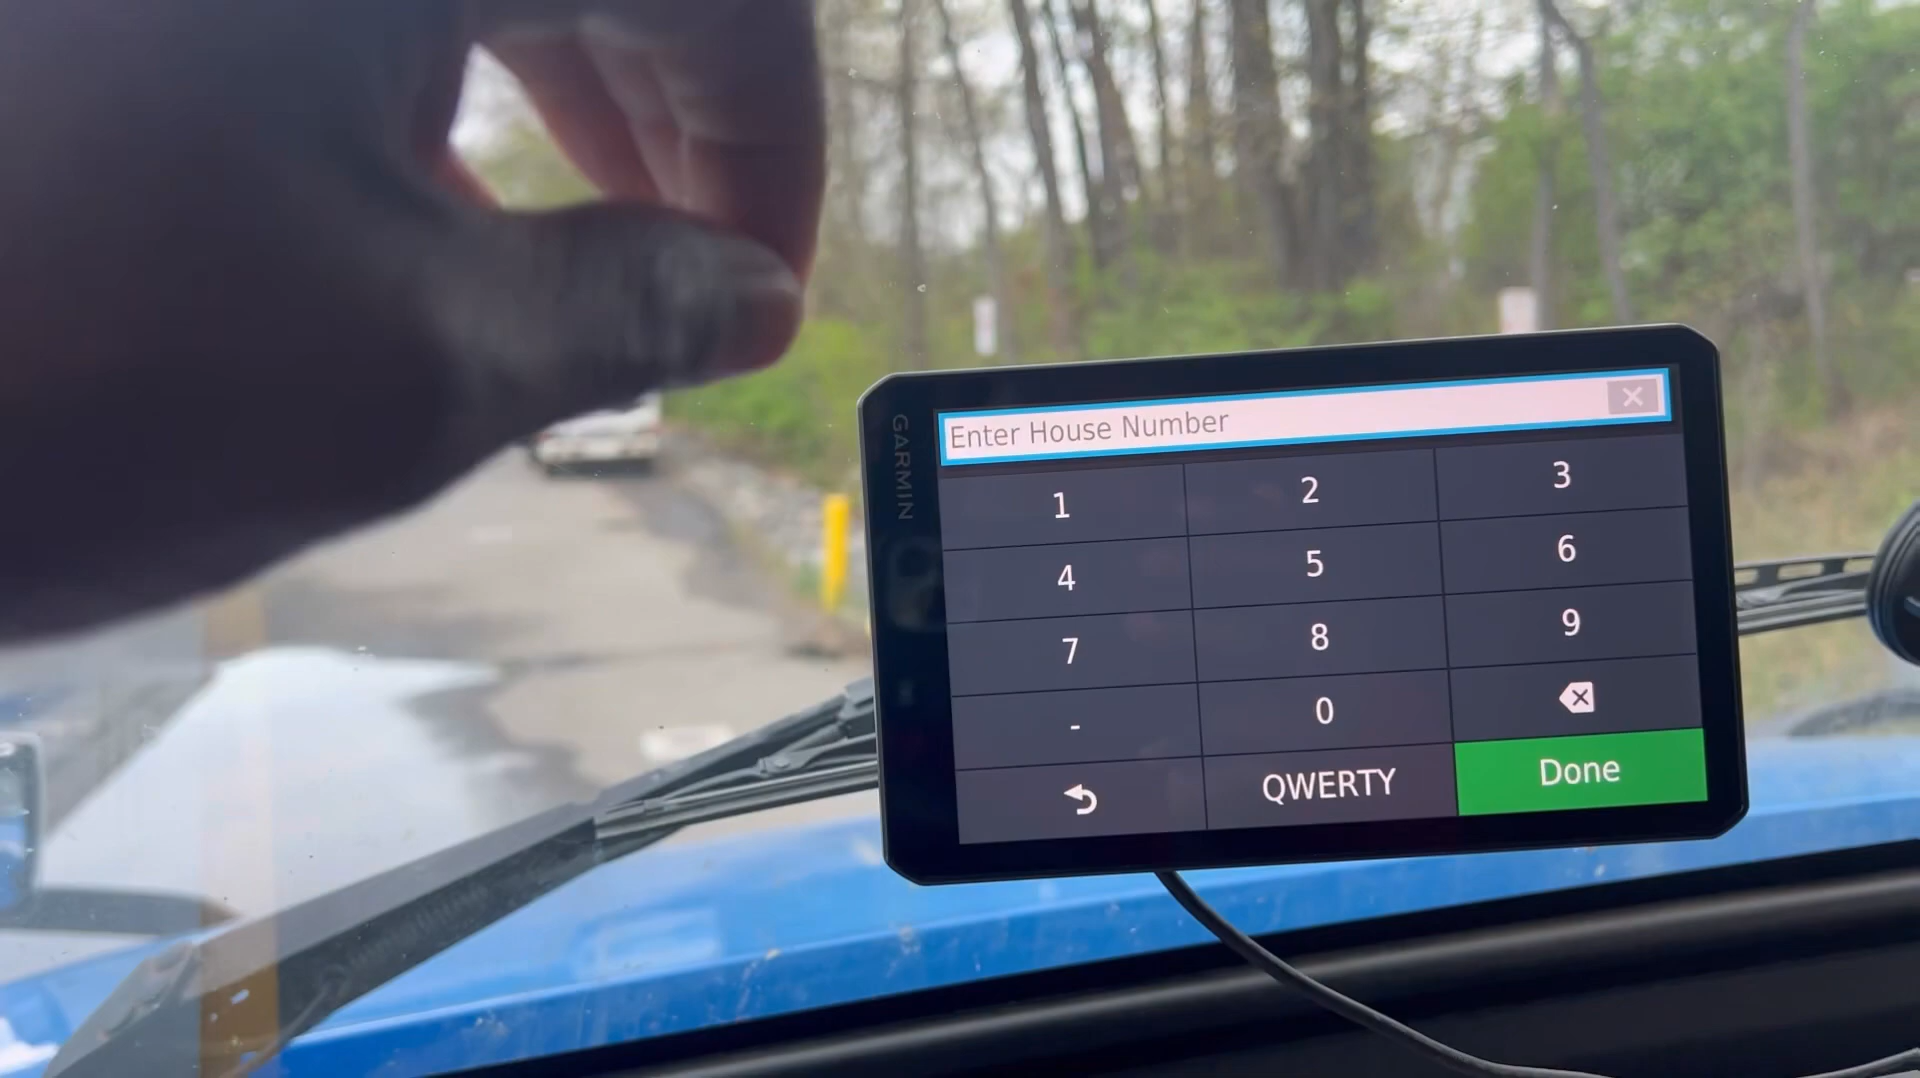 GARMIN
Enter House Number
1 2 3
4 5 6
7 8 9
- 0
QWERTY Done